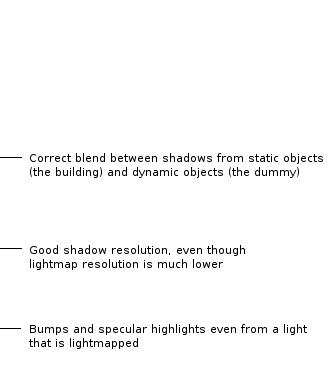 Correct blend between shadows from static objects
(the building) and dynamic objects (the dummy)
Good shadow resolution, even though
lightmap resolution is much lower
Bumps and specular highlights even from a light
that is lightmapped